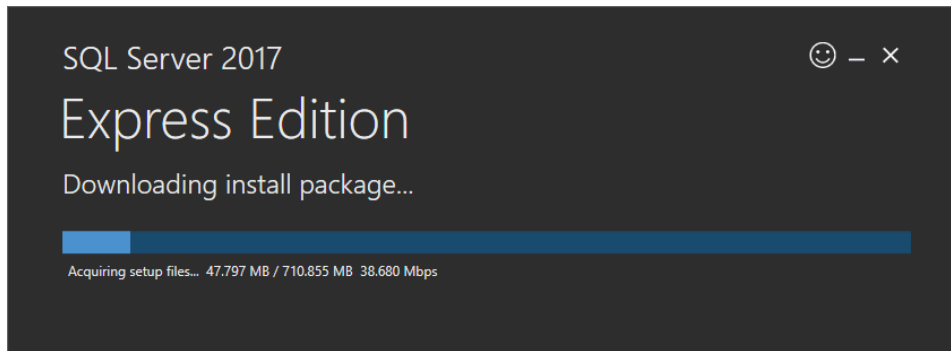 SQL Server 2017
Express Edition
Downloading install package...
Acquiring setup files... 47.797 MB / 710.855 MB 38.680 Mbps